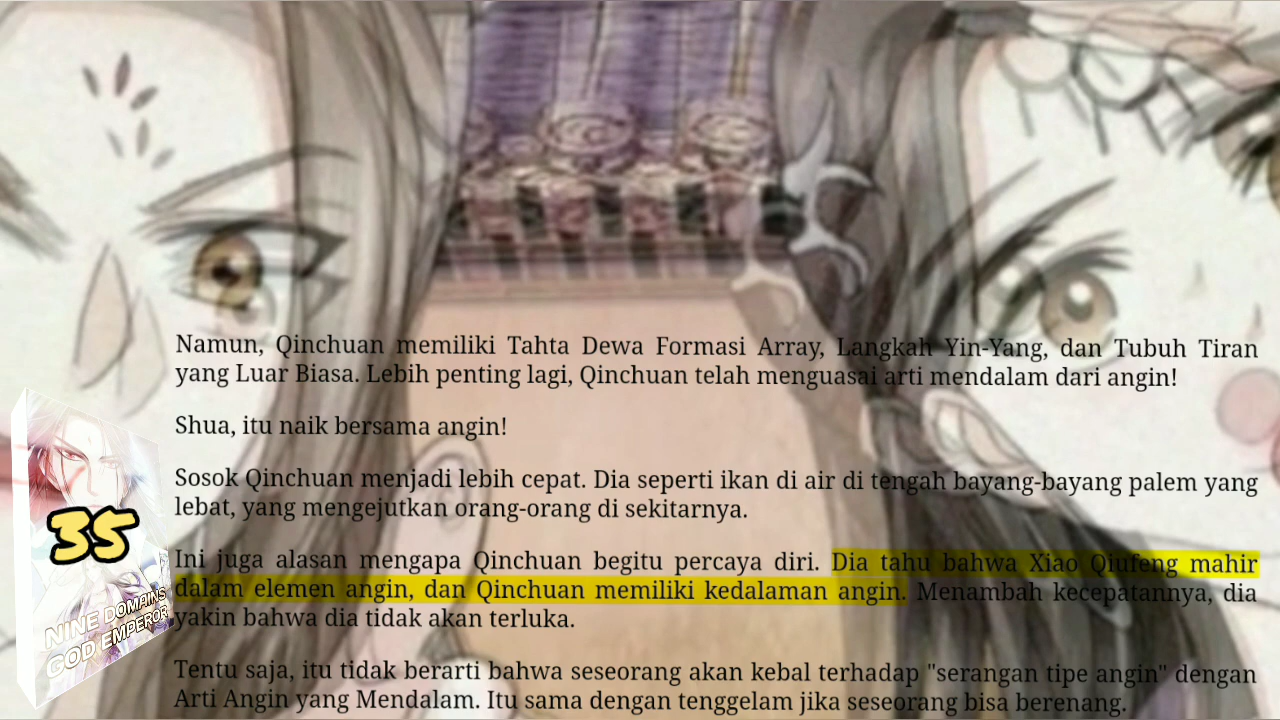 Namun, Qinchuan memiliki Tahta Dewa Formasi Array, Langkah Yin-Yang, dan Tubuh Tiran
yang Luar Biasa. Lebih penting lagi, Qinchuan telah menguasai arti mendalam dari angin!
Shua, itu naik bersama angin!
Sosok Qinchuan menjadi lebih cepat. Dia seperti ikan di air di tengah bayang-bayang palem yang
lebat, yang mengejutkan orang-orang di sekitarnya.
Ini juga alasan mengapa Qinchuan begitu percaya diri. Dia tahu bahwa Xiao Qiufeng mahir
dalam elemen angin, dan Qinchuan memiliki kedalaman angin. Menambah kecepatannya, dia
yakin bahwa dia tidak akan terluka.
Tentu saja, itu tidak berarti bahwa seseorang akan kebal terhadap "serangan tipe angin" dengan
Arti Angin yang Mendalam. Itu sama dengan tenggelam jika seseorang bisa berenang.
35
NINE DOMAINS
GOD EMPEROR